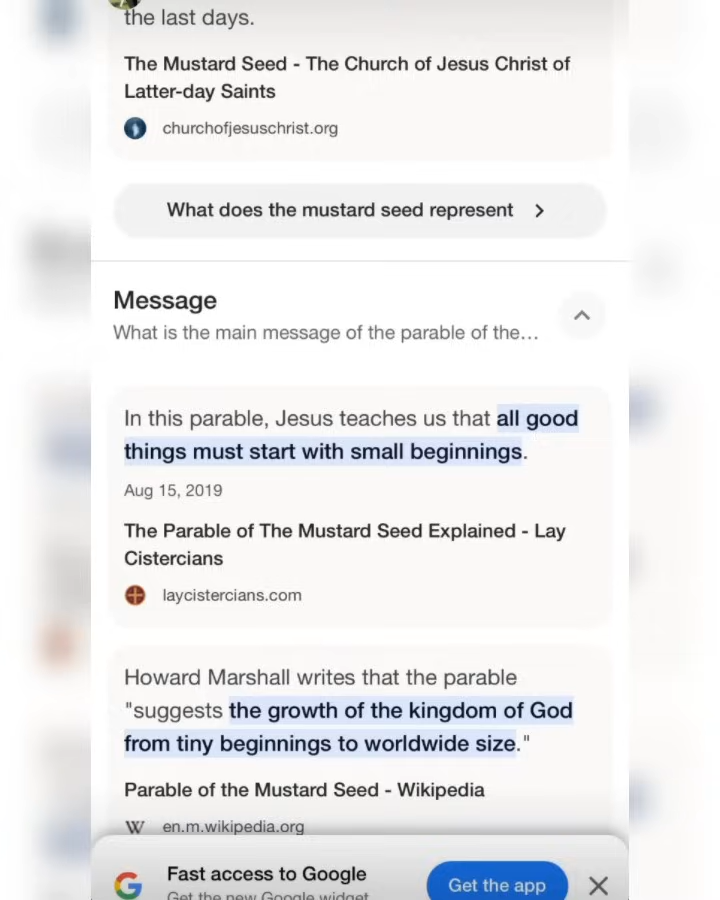 the last days.
The Mustard Seed - The Church of Jesus Christ of
Latter-day Saints
churchofjesuschrist.org
What does the mustard seed represent
Message
What is the main message of the parable of the...
In this parable, Jesus teaches us that all good
things must start with small beginnings.
Aug 15, 2019
The Parable of The Mustard Seed Explained - Lay
Cistercians
laycistercians.com
Howard Marshall writes that the parable
"suggests the growth of the kingdom of God
from tiny beginnings to worldwide size."
Parable of the Mustard Seed - Wikipedia
W en.m.wikipedia.org
Fast access to Google
Get the app
Get the new Google widget